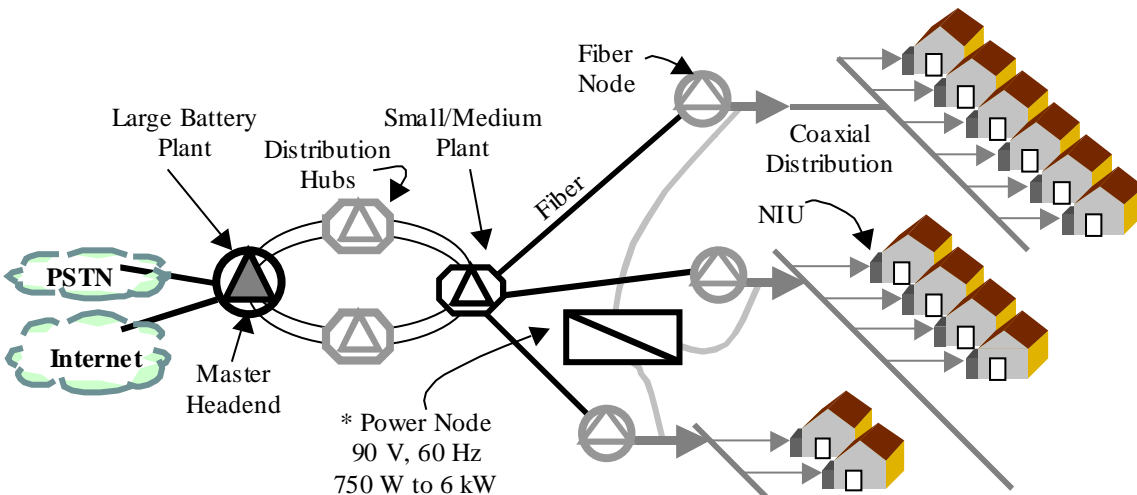 Large Battery
Plant
Distribution
Hubs
Small/Medium
Plant
Fiber
Node
Fiber
Coaxial
Distribution
NIU
PSTN
Internet
Master
Headend
* Power Node
90 V, 60 Hz
750 W to 6 kW